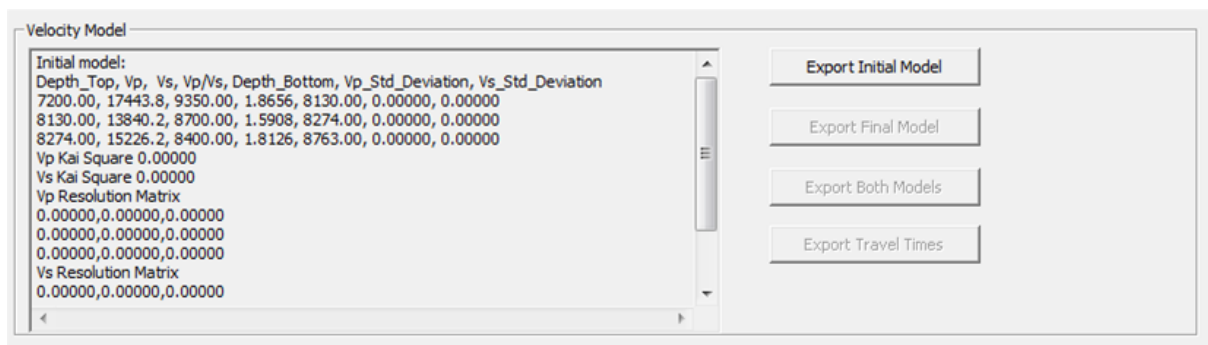 Velocity Model
Initial model:
Depth_Top, Vp,  Vs, Vp/Vs, Depth_Bottom, Vp_Std_Deviation, Vs_Std_Deviation
7200.00, 17443.8, 9350.00, 1.8656, 8130.00, 0.00000, 0.00000
8130.00, 13840.2, 8700.00, 1.5908, 8274.00, 0.00000, 0.00000
8274.00, 15226.2, 8400.00, 1.8126, 8763.00, 0.00000, 0.00000
Vp Kai Square 0.00000
Vs Kai Square 0.00000
Vp Resolution Matrix
0.00000,0.00000,0.00000
0.00000,0.00000,0.00000
0.00000,0.00000,0.00000
Vs Resolution Matrix
0.00000,0.00000,0.00000
Export Initial Model
Export Final Model
Export Both Models
Export Travel Times